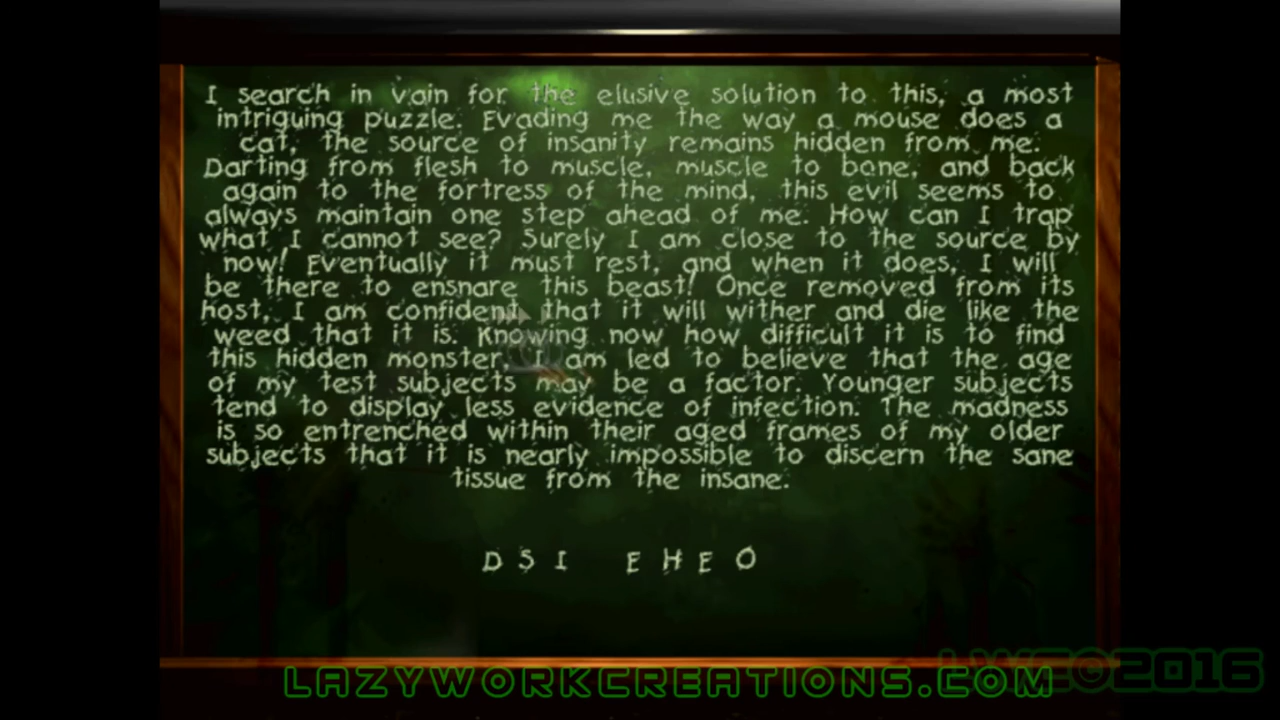 I search in vain for the elusive solution to this, a most
intriguing puzzle. Evading me the way a mouse does a
cat, the source of insanity remains hidden from me.
Darting from flesh to muscle, muscle to bone, and back
again to the fortress of the mind, this evil seems to
always maintain one step ahead of me. How can I trap
what I cannot see? Surely I am close to the source by
now! Eventually it must rest, and when it does, I will
be there to ensnare this beast! Once removed from its
host, I am confident that it will wither and die like the
weed that it is. Knowing now how difficult it is to find
this hidden monster, I am led to believe that the age
of my test subjects may be a factor. Younger subjects
tend to display less evidence of infection. The madness
is so entrenched within their aged frames of my older
subjects that it is nearly impossible to discern the sane
tissue from the insane.
D S I E H E O
LWC©2016
LAZYWORKCREATIONS.COM